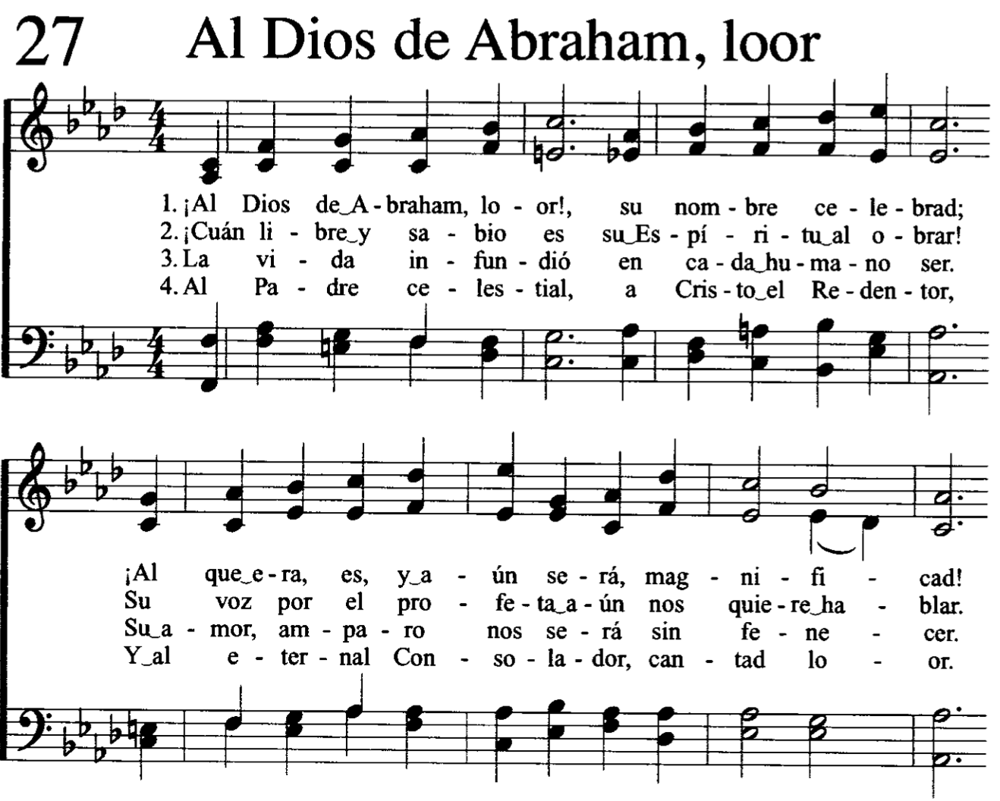 27 Al Dios de Abraham, loor
4
4
1. ¡Al Dios de‿A - braham, lo - or!, su nom - bre ce - le - brad;
2. ¡Cuán li - bre‿y sa - bio es su‿Es - pí - ri - tu‿al o - brar!
3. La vi - da in - fun - dió en ca - da‿hu - ma - no ser.
4. Al Pa - dre ce - les - tial, a Cris - to‿el Re - den - tor,
4
4
¡Al que‿e - ra, es, y‿a - ún se - rá, mag - ni - fi - cad!
Su voz por el pro - fe - ta‿a - ún nos quie - re‿ha - blar.
Su‿a - mor, am - pa - ro nos se - rá sin fe - ne - cer.
Y‿al e - ter - nal Con - so - la - dor, can - tad lo - or.